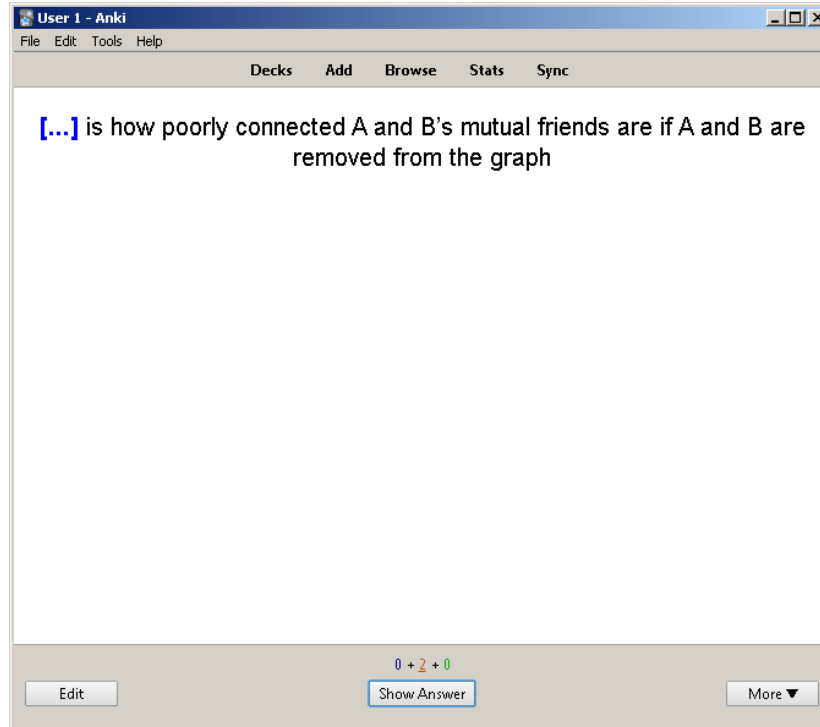 User 1 - Anki
File Edit Tools Help
Decks Add Browse Stats Sync
[...] is how poorly connected A and B's mutual friends are if A and B are
removed from the graph
0 + 2 + 0
Edit Show Answer More ▼